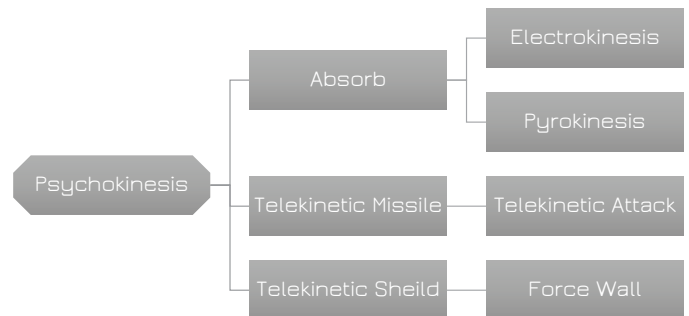 Psychokinesis
Absorb
Electrokinesis
Pyrokinesis
Telekinetic Missile
Telekinetic Attack
Telekinetic Sheild
Force Wall